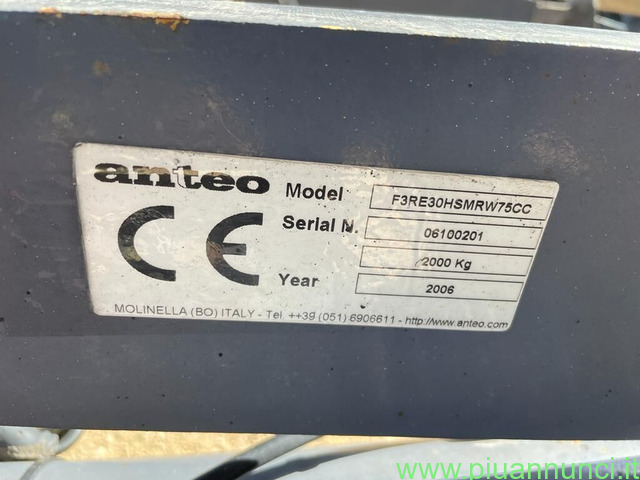 anteo
Model F3RE30HSMRW75CC
Serial N. 06100201
2000 Kg
Year 2006
CE
MOLINELLA (BO) ITALY - Tel. ++39 (051) 6906611 - http://www.anteo.com
www.piuannunci.it